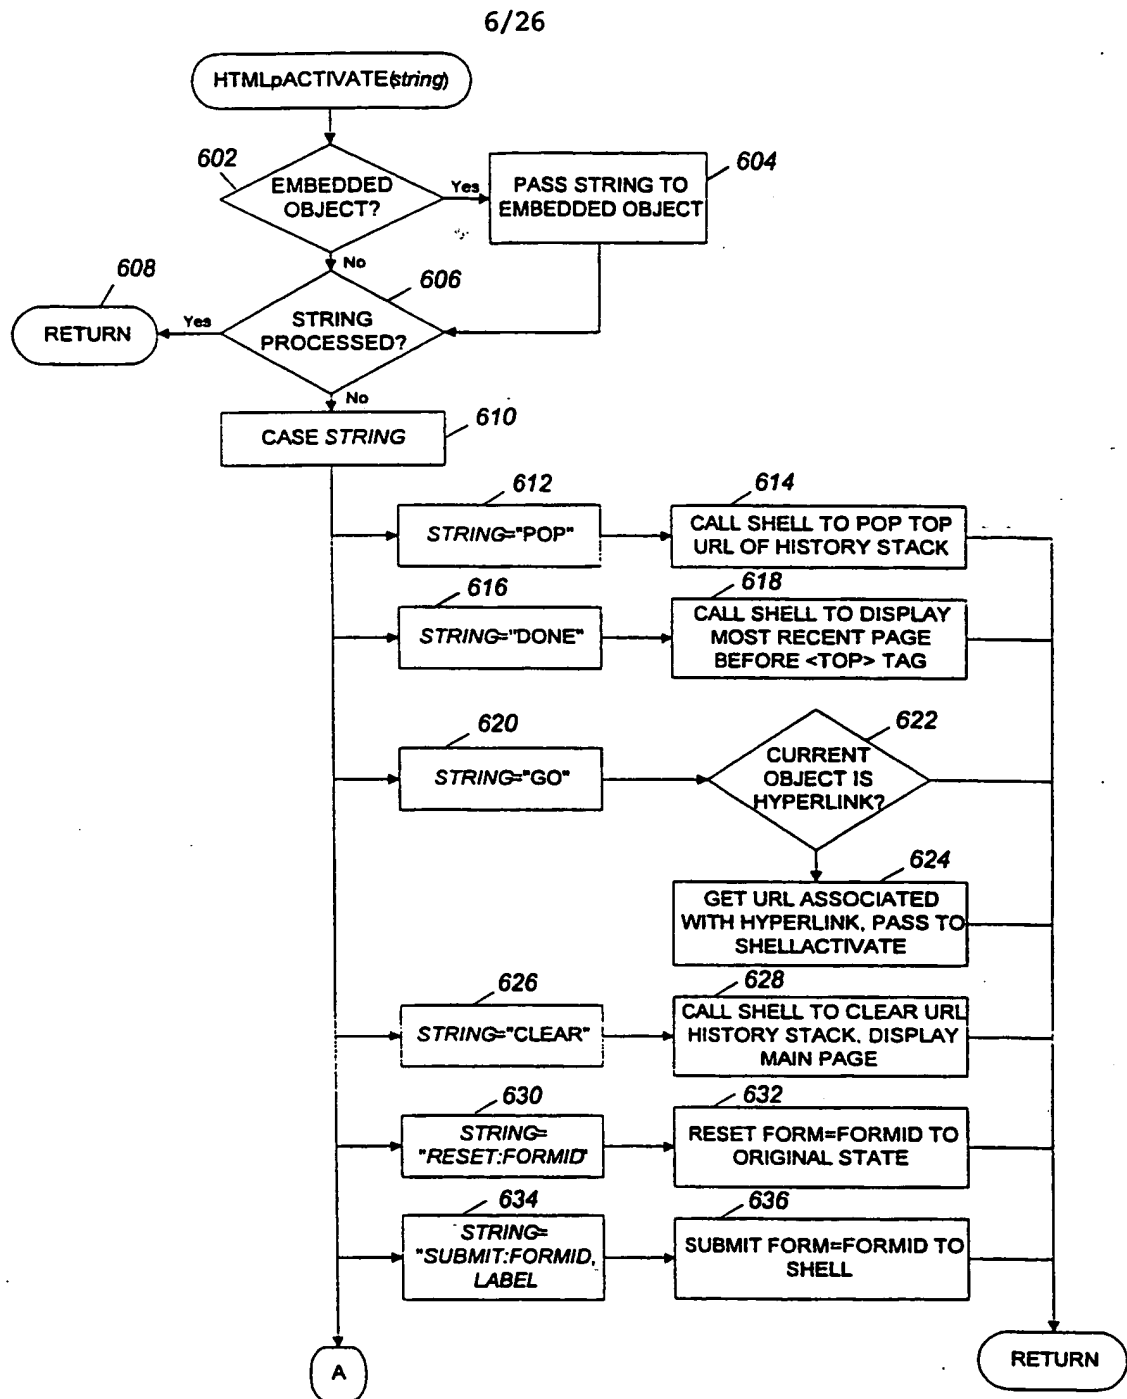 6/26
HTMLpACTIVATE(string)
602
EMBEDDED
OBJECT?
Yes
604
PASS STRING TO
EMBEDDED OBJECT
No
608
RETURN
Yes
606
STRING
PROCESSED?
No
CASE STRING
610
612
STRING="POP"
614
CALL SHELL TO POP TOP
URL OF HISTORY STACK
616
STRING="DONE"
618
CALL SHELL TO DISPLAY
MOST RECENT PAGE
BEFORE <TOP> TAG
620
STRING="GO"
622
CURRENT
OBJECT IS
HYPERLINK?
624
GET URL ASSOCIATED
WITH HYPERLINK, PASS TO
SHELLACTIVATE
626
STRING="CLEAR"
628
CALL SHELL TO CLEAR URL
HISTORY STACK, DISPLAY
MAIN PAGE
630
STRING=
"RESET:FORMID"
632
RESET FORM=FORMID TO
ORIGINAL STATE
634
STRING=
"SUBMIT:FORMID,
LABEL
636
SUBMIT FORM=FORMID TO
SHELL
A
RETURN